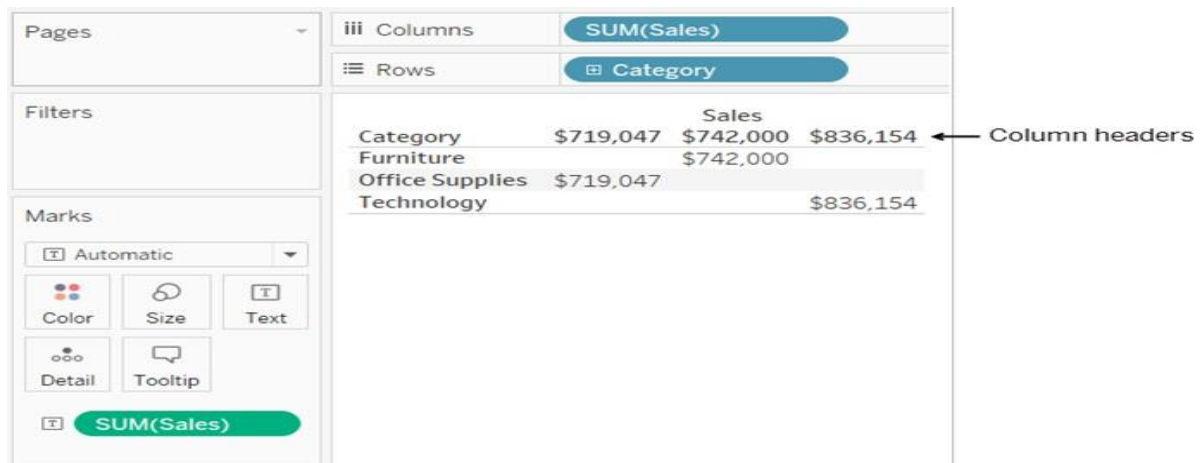 Pages
Columns
SUM(Sales)
Rows
Category
Filters
Sales
Category $719,047 $742,000 $836,154
Column headers
Furniture $742,000
Office Supplies $719,047
Technology $836,154
Marks
T Automatic
Color Size T Text
Detail Tooltip
T SUM(Sales)